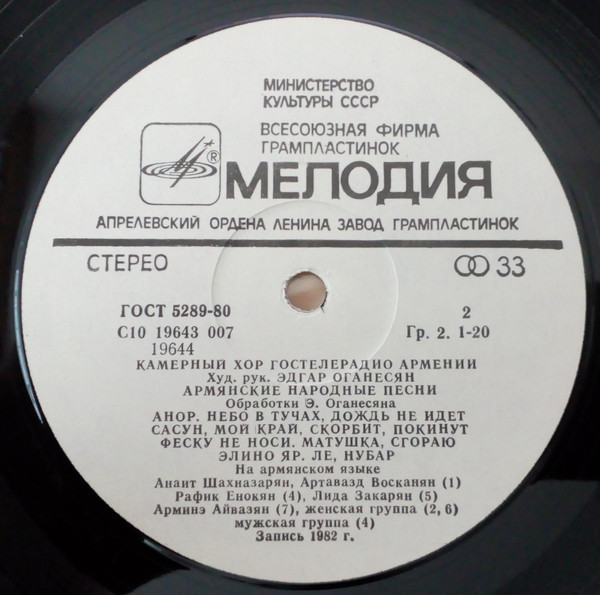 МИНИСТЕРСТВО
КУЛЬТУРЫ СССР
ВСЕСОЮЗНАЯ ФИРМА
ГРАМПЛАСТИНОК
®
МЕЛОДИЯ
АПРЕЛЕВСКИЙ ОРДЕНА ЛЕНИНА ЗАВОД ГРАМПЛАСТИНОК
СТЕРЕО 33
ГОСТ 5289-80 2
С10 19643 007 Гр. 2. 1-20
19644
КАМЕРНЫЙ ХОР ГОСТЕЛЕРАДИО АРМЕНИИ
Худ. рук. ЭДГАР ОГАНЕСЯН
АРМЯНСКИЕ НАРОДНЫЕ ПЕСНИ
Обработки Э. Оганесяна
АНОР. НЕБО В ТУЧАХ, ДОЖДЬ НЕ ИДЕТ
САСУН, МОЙ КРАЙ, СКОРБИТ, ПОКИНУТ
ФЕСКУ НЕ НОСИ. МАТУШКА, СГОРАЮ
ЭЛИНО ЯР. ЛЕ, НУБАР
На армянском языке
Анаит Шахназарян, Артавазд Восканян (1)
Рафик Енокян (4), Лида Закарян (5)
Арминэ Айвазян (7), женская группа (2, 6)
мужская группа (4)
Запись 1982 г.